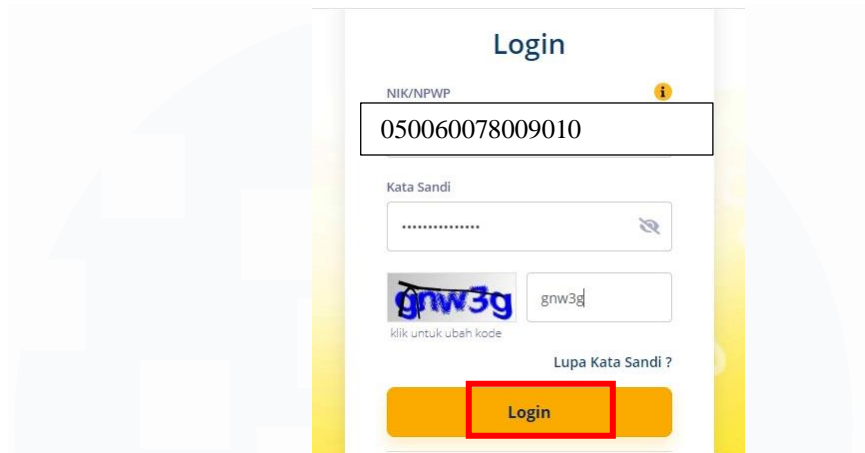 Login
NIK/NPWP
050060078009010
Kata Sandi
...............
gnw3g gnw3g
klik untuk ubah kode
Lupa Kata Sandi ?
Login